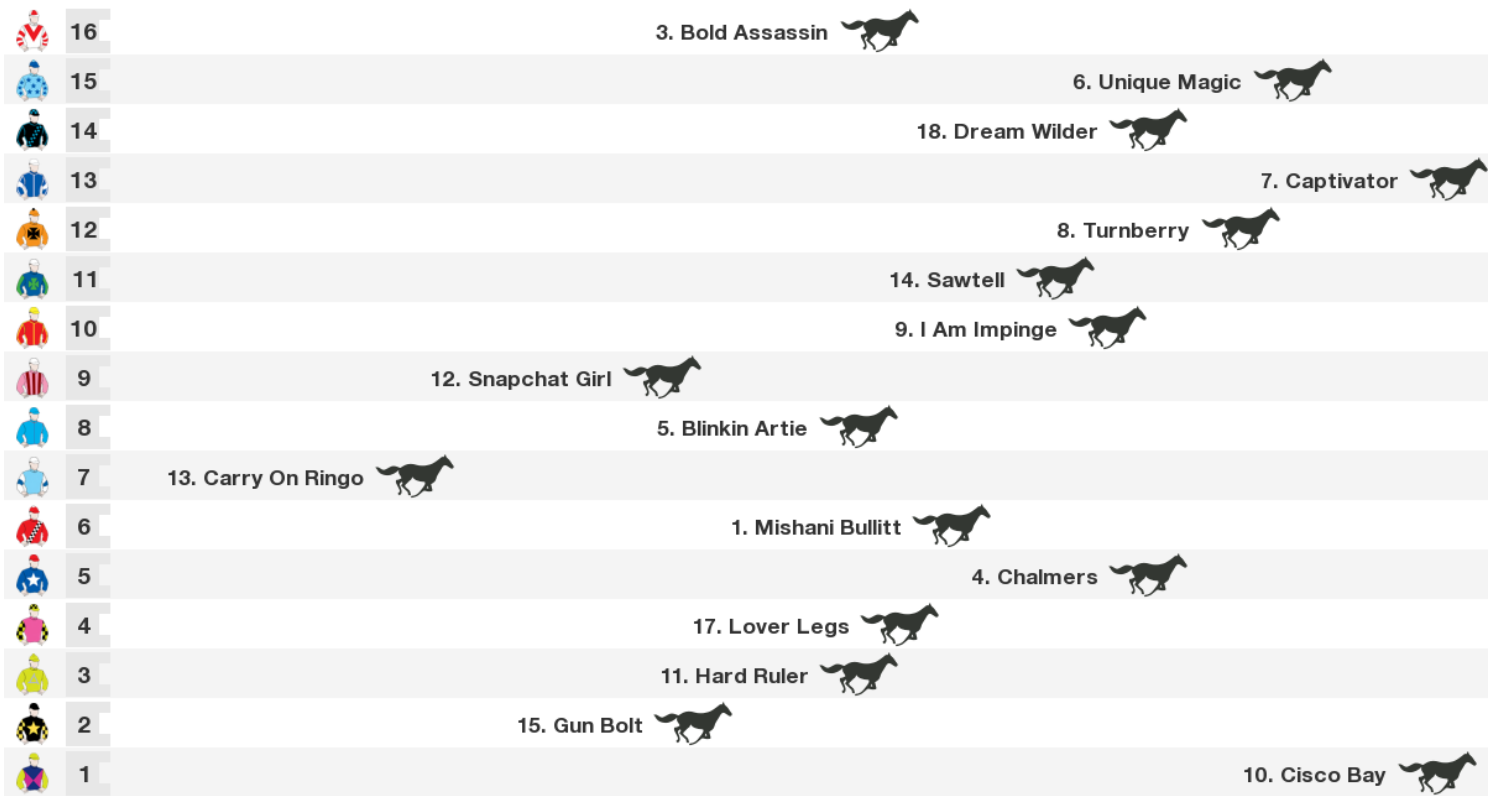 16 3. Bold Assassin
15 6. Unique Magic
14 18. Dream Wilder
13 7. Captivator
12 8. Turnberry
11 14. Sawtell
10 9. I Am Impinge
9 12. Snapchat Girl
8 5. Blinkin Artie
7 13. Carry On Ringo
6 1. Mishani Bullitt
5 4. Chalmers
4 17. Lover Legs
3 11. Hard Ruler
2 15. Gun Bolt
1 10. Cisco Bay